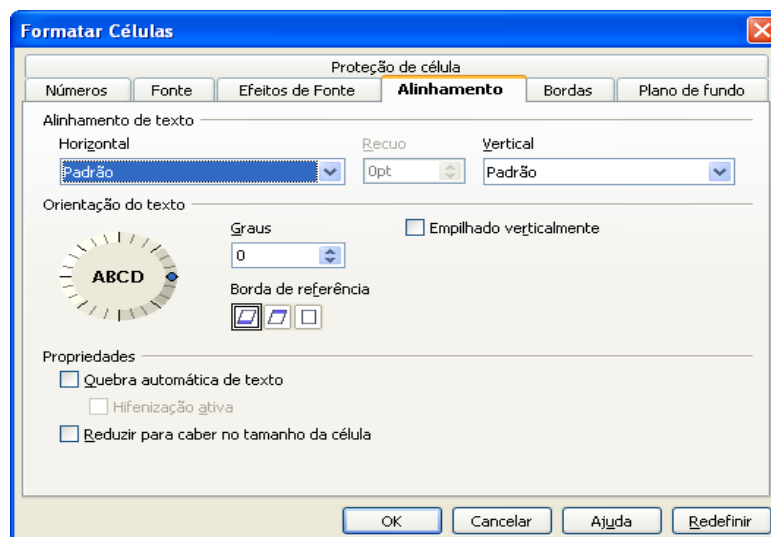 Formatar Células
Proteção de célula
Números Fonte Efeitos de Fonte Alinhamento Bordas Plano de fundo
Alinhamento de texto
Horizontal Recuo Vertical
Padrão 0pt Padrão
Orientação do texto
Graus Empilhado verticalmente
0
ABCD
Borda de referência
Propriedades
Quebra automática de texto
Hifenização ativa
Reduzir para caber no tamanho da célula
OK Cancelar Ajuda Redefinir